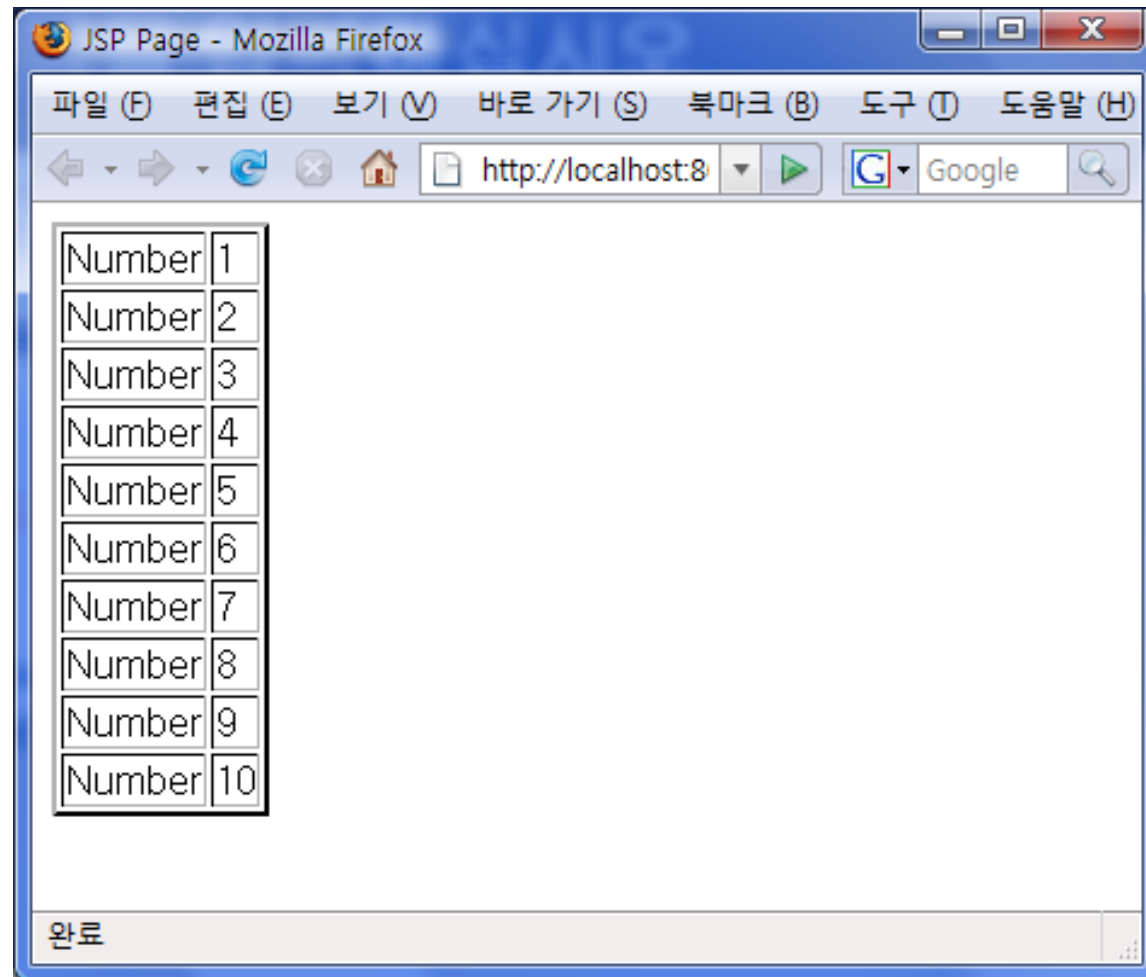 JSP Page - Mozilla Firefox
파일 (F) 편집 (E) 보기 (V) 바로 가기 (S) 북마크 (B) 도구 (T) 도움말 (H)
http://localhost:8 G Google
Number 1
Number 2
Number 3
Number 4
Number 5
Number 6
Number 7
Number 8
Number 9
Number 10
완료